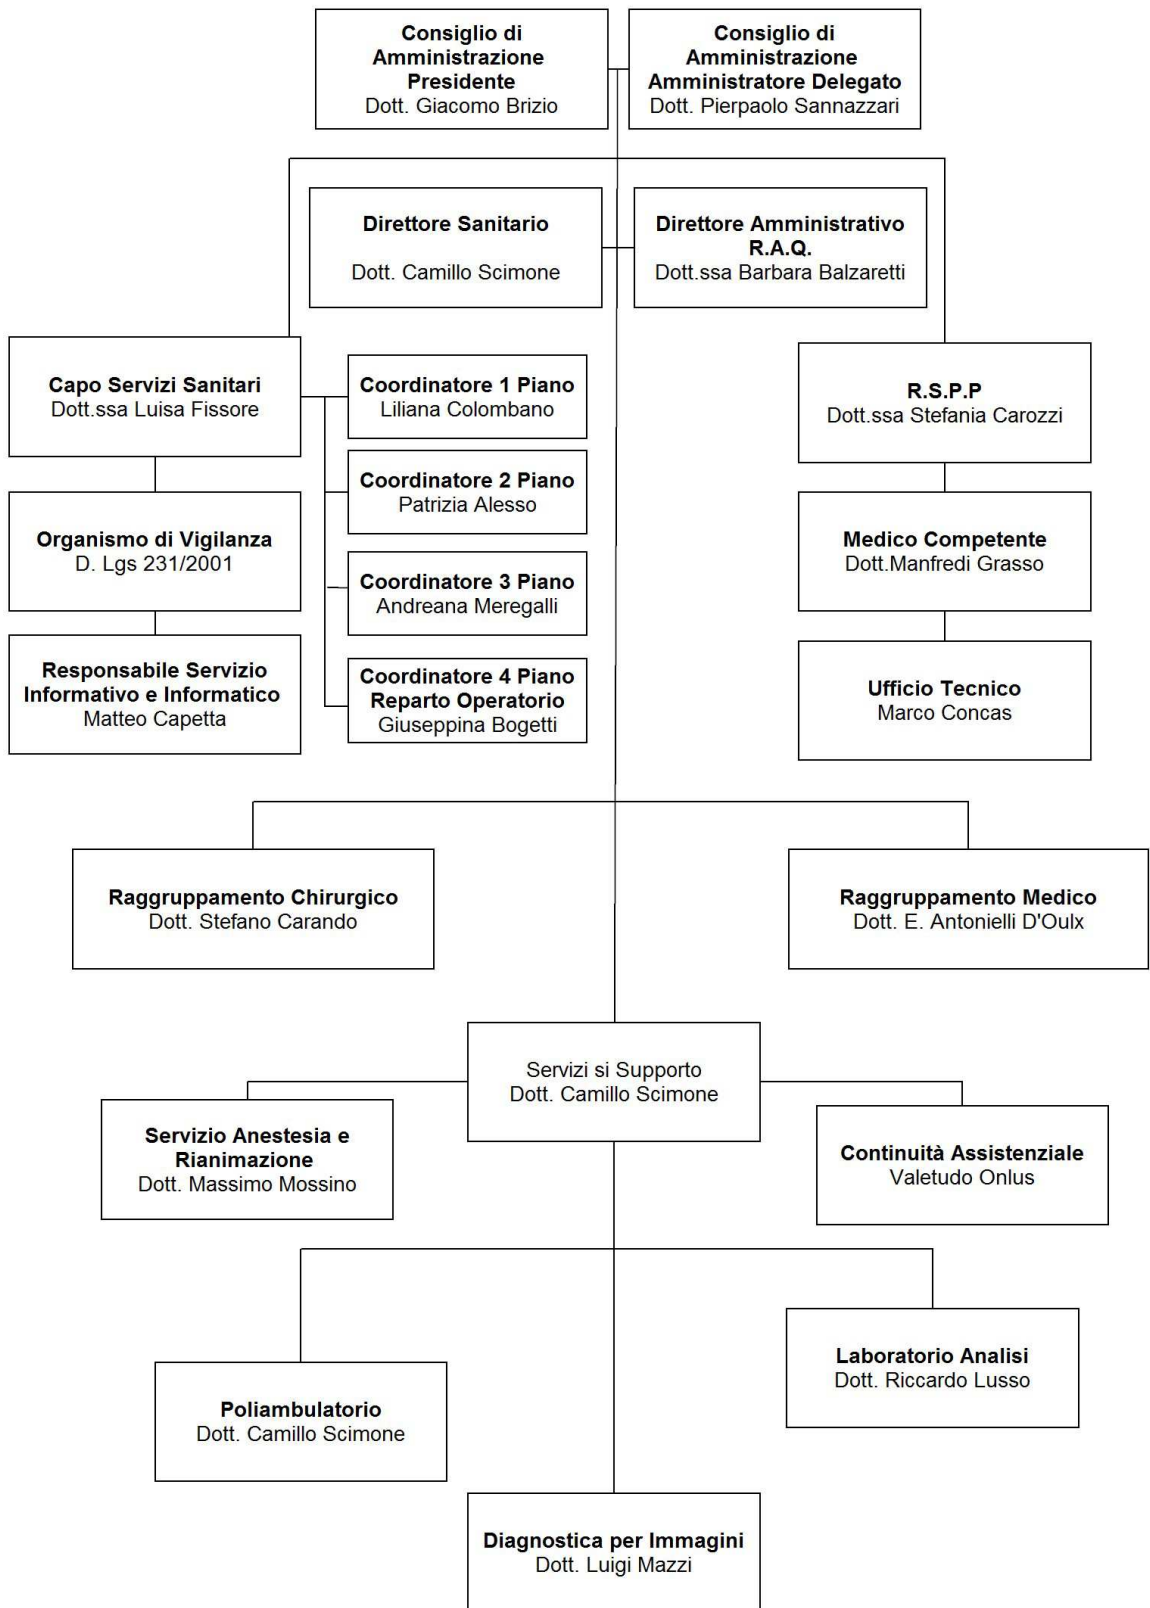 Consiglio di
Amministrazione
Presidente
Dott. Giacomo Brizio
Consiglio di
Amministrazione
Amministratore Delegato
Dott. Pierpaolo Sannazzari
Direttore Sanitario
Dott. Camillo Scimone
Direttore Amministrativo
R.A.Q.
Dott.ssa Barbara Balzaretti
Capo Servizi Sanitari
Dott.ssa Luisa Fissore
Coordinatore 1 Piano
Liliana Colombano
R.S.P.P
Dott.ssa Stefania Carozzi
Coordinatore 2 Piano
Patrizia Alesso
Organismo di Vigilanza
D. Lgs 231/2001
Medico Competente
Dott.Manfredi Grasso
Coordinatore 3 Piano
Andreana Meregalli
Responsabile Servizio
Informativo e Informatico
Matteo Capetta
Coordinatore 4 Piano
Reparto Operatorio
Giuseppina Bogetti
Ufficio Tecnico
Marco Concas
Raggruppamento Chirurgico
Dott. Stefano Carando
Raggruppamento Medico
Dott. E. Antonielli D'Oulx
Servizi si Supporto
Dott. Camillo Scimone
Servizio Anestesia e
Rianimazione
Dott. Massimo Mossino
Continuità Assistenziale
Valetudo Onlus
Laboratorio Analisi
Dott. Riccardo Lusso
Poliambulatorio
Dott. Camillo Scimone
Diagnostica per Immagini
Dott. Luigi Mazzi